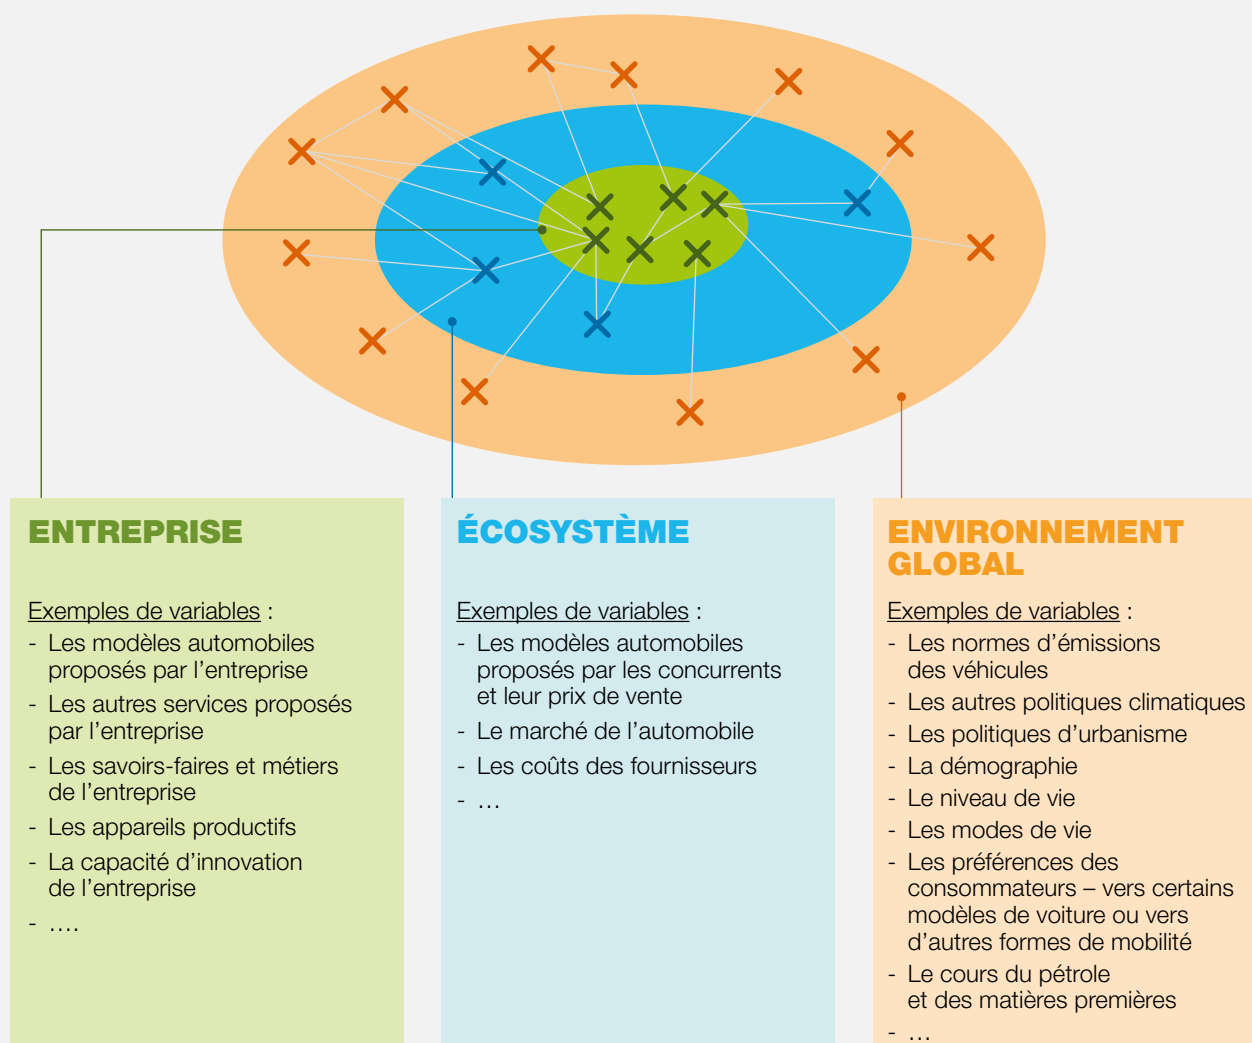 ENTREPRISE
Exemples de variables :
- Les modèles automobiles
proposés par l'entreprise
- Les autres services proposés
par l'entreprise
- Les savoirs-faires et métiers
de l'entreprise
- Les appareils productifs
- La capacité d'innovation
de l'entreprise
- ....
ÉCOSYSTÈME
Exemples de variables :
- Les modèles automobiles
proposés par les concurrents
et leur prix de vente
- Le marché de l'automobile
- Les coûts des fournisseurs
- …
ENVIRONNEMENT
GLOBAL
Exemples de variables :
- Les normes d'émissions
des véhicules
- Les autres politiques climatiques
- Les politiques d'urbanisme
- La démographie
- Le niveau de vie
- Les modes de vie
- Les préférences des
consommateurs – vers certains
modèles de voiture ou vers
d'autres formes de mobilité
- Le cours du pétrole
et des matières premières
- …